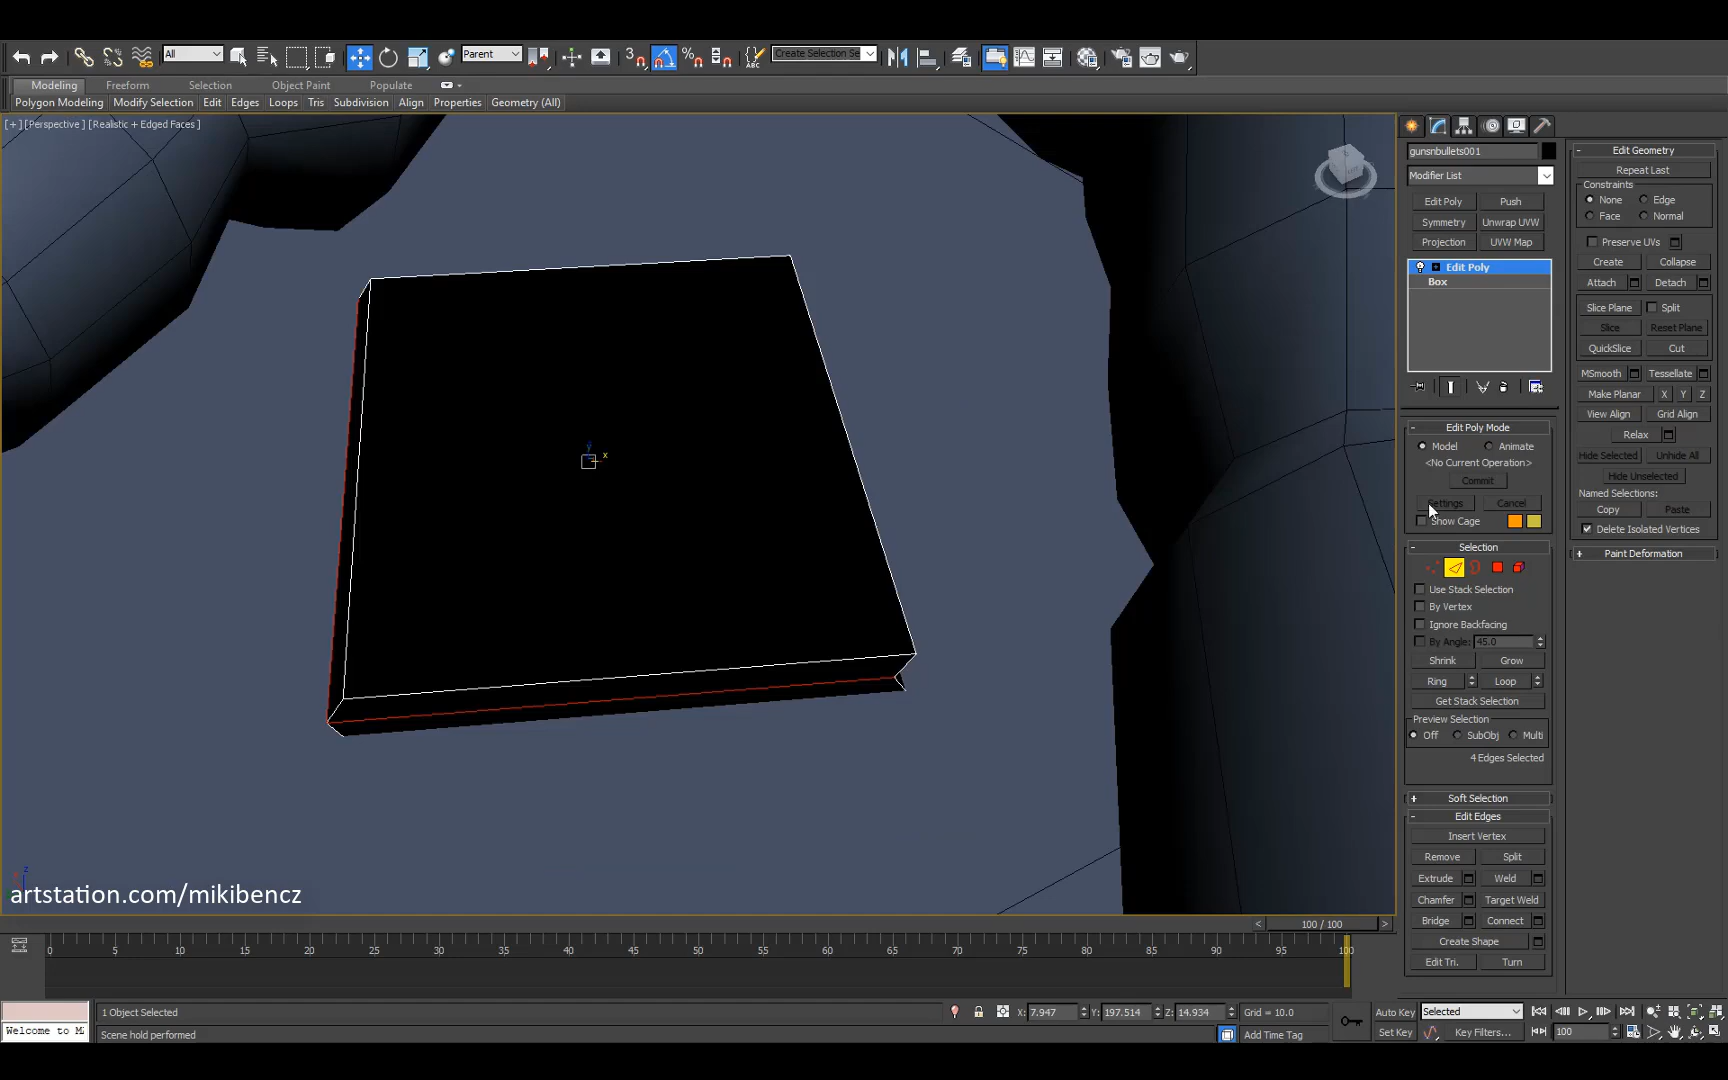 All
Parent
3
%
ABC
Create Selection Se
Modeling Freeform Selection Object Paint Populate
Polygon Modeling Modify Selection Edit Edges Loops Tris Subdivision Align Properties Geometry (All)
[+] [Perspective] [Realistic + Edged Faces]
x
z
artstation.com/mikibencz
gunsnbullets001
Modifier List
Edit Poly Push
Symmetry Unwrap UVW
Projection UVW Map
Edit Poly
Box
- Edit Poly Mode
Model Animate
<No Current Operation>
Commit
Settings Cancel
Show Cage
- Selection
Use Stack Selection
By Vertex
Ignore Backfacing
By Angle: 45.0
Shrink Grow
Ring Loop
Get Stack Selection
Preview Selection
Off SubObj Multi
4 Edges Selected
+ Soft Selection
- Edit Edges
Insert Vertex
Remove Split
Extrude Weld
Chamfer Target Weld
Bridge Connect
Create Shape
Edit Tri. Turn
- Edit Geometry
Repeat Last
Constraints
None Edge
Face Normal
Preserve UVs
Create Collapse
Attach Detach
Slice Plane Split
Slice Reset Plane
QuickSlice Cut
MSmooth Tessellate
Make Planar X Y Z
View Align Grid Align
Relax
Hide Selected Unhide All
Hide Unselected
Named Selections:
Copy Paste
Delete Isolated Vertices
+ Paint Deformation
< 100 / 100 >
0 5 10 15 20 25 30 35 40 45 50 55 60 65 70 75 80 85 90 95 100
1 Object Selected
X: 7.947 Y: 197.514 Z: 14.934 Grid = 10.0
Auto Key Selected
Welcome to M
Scene hold performed
Add Time Tag
Set Key Key Filters...
100